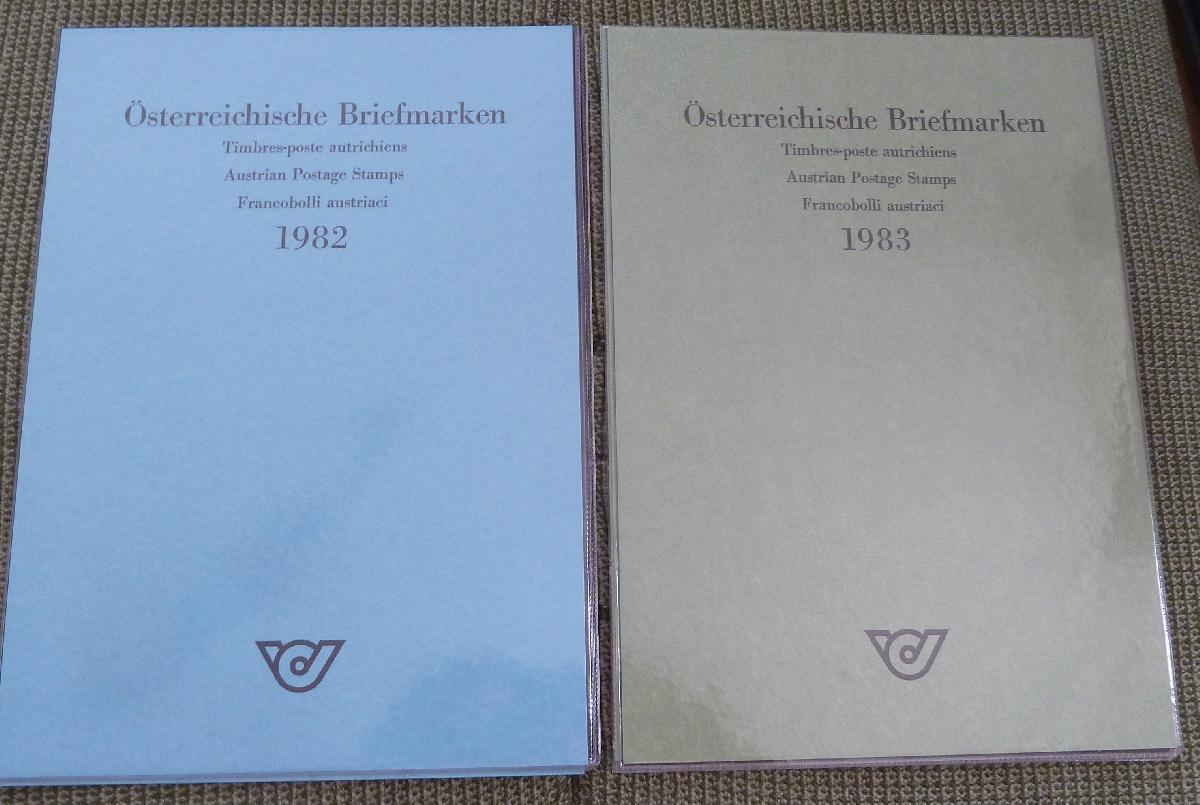 Österreichische Briefmarken
Timbres-poste autrichiens
Austrian Postage Stamps
Francobolli austriaci
1982
Österreichische Briefmarken
Timbres-poste autrichiens
Austrian Postage Stamps
Francobolli austriaci
1983